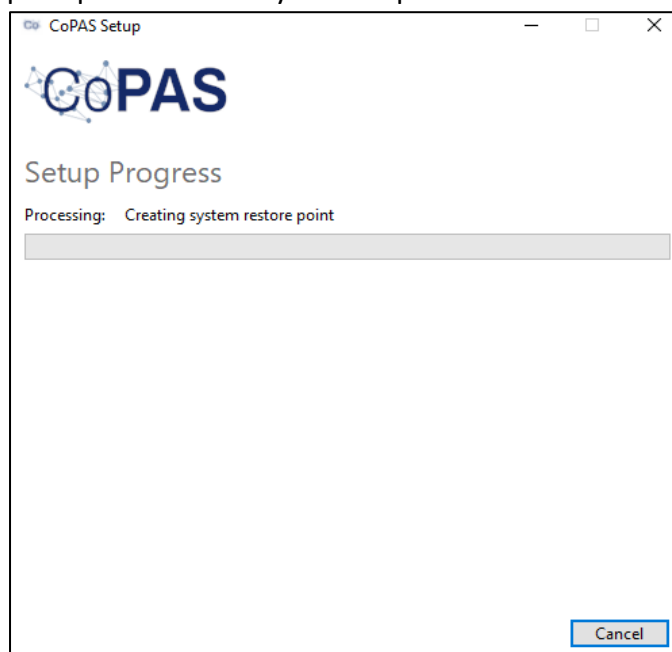 CoPAS Setup
CoPAS
Setup Progress
Processing: Creating system restore point
Cancel